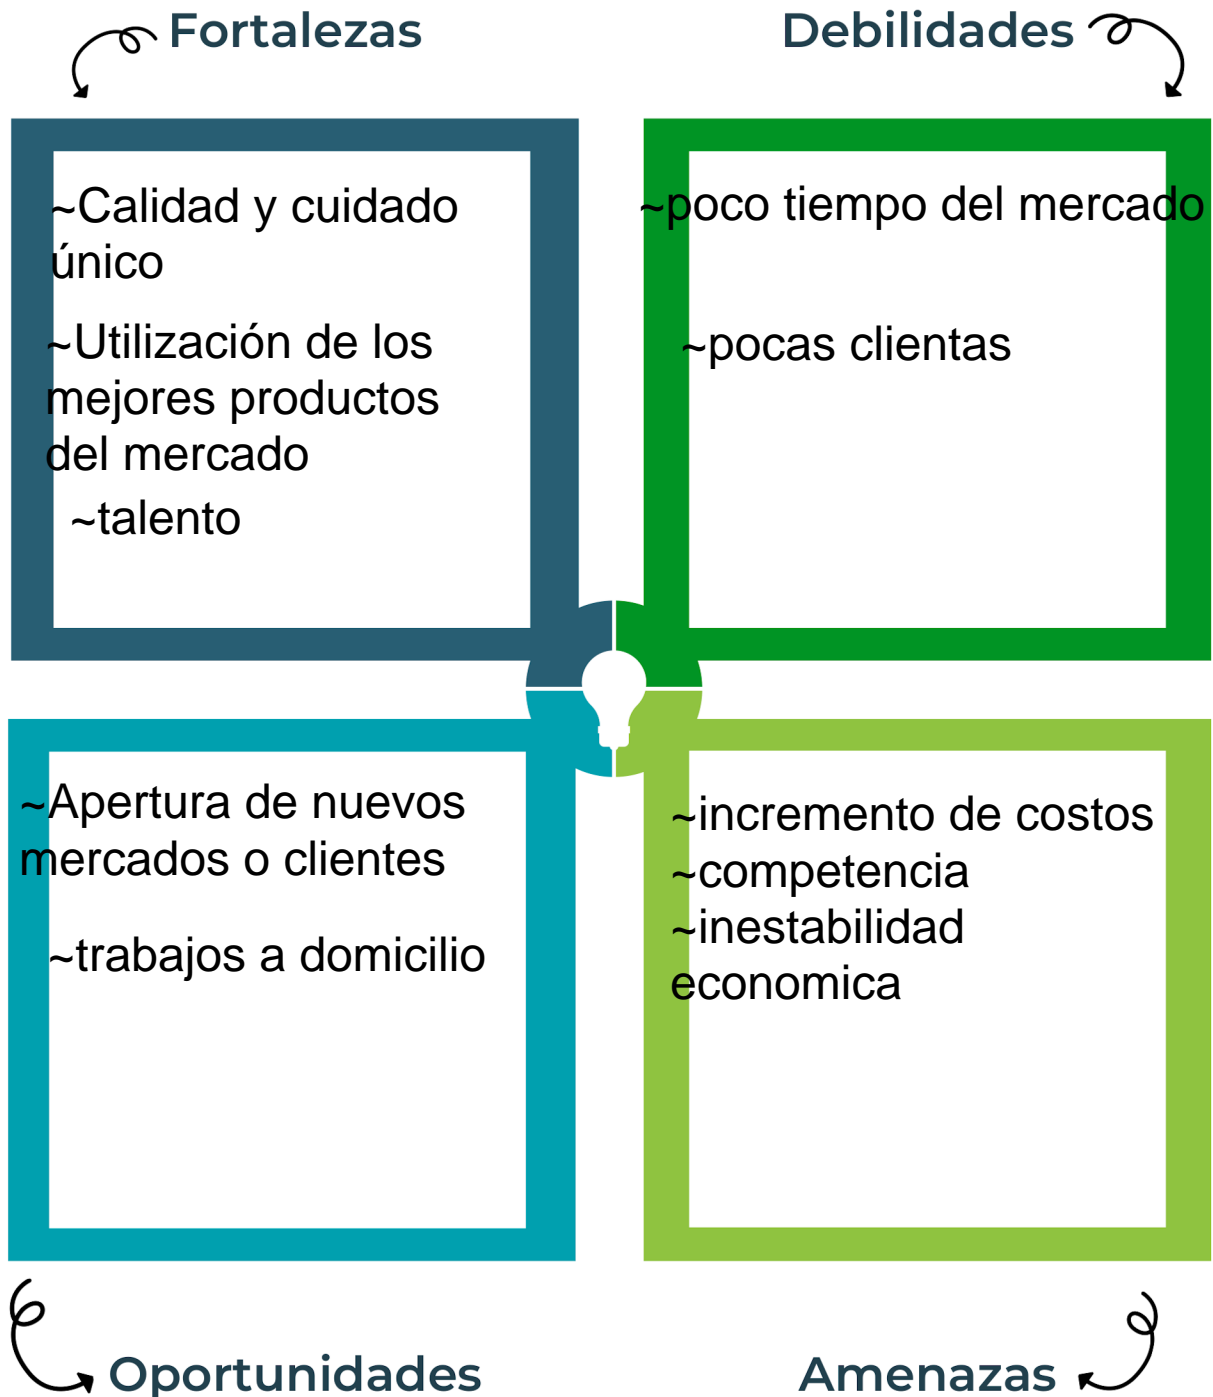 Fortalezas
~Calidad y cuidado
único
~Utilización de los
mejores productos
del mercado
~talento
Debilidades
~poco tiempo del mercado
~pocas clientas
~Apertura de nuevos
mercados o clientes
~trabajos a domicilio
Oportunidades
~incremento de costos
~competencia
~inestabilidad
economica
Amenazas